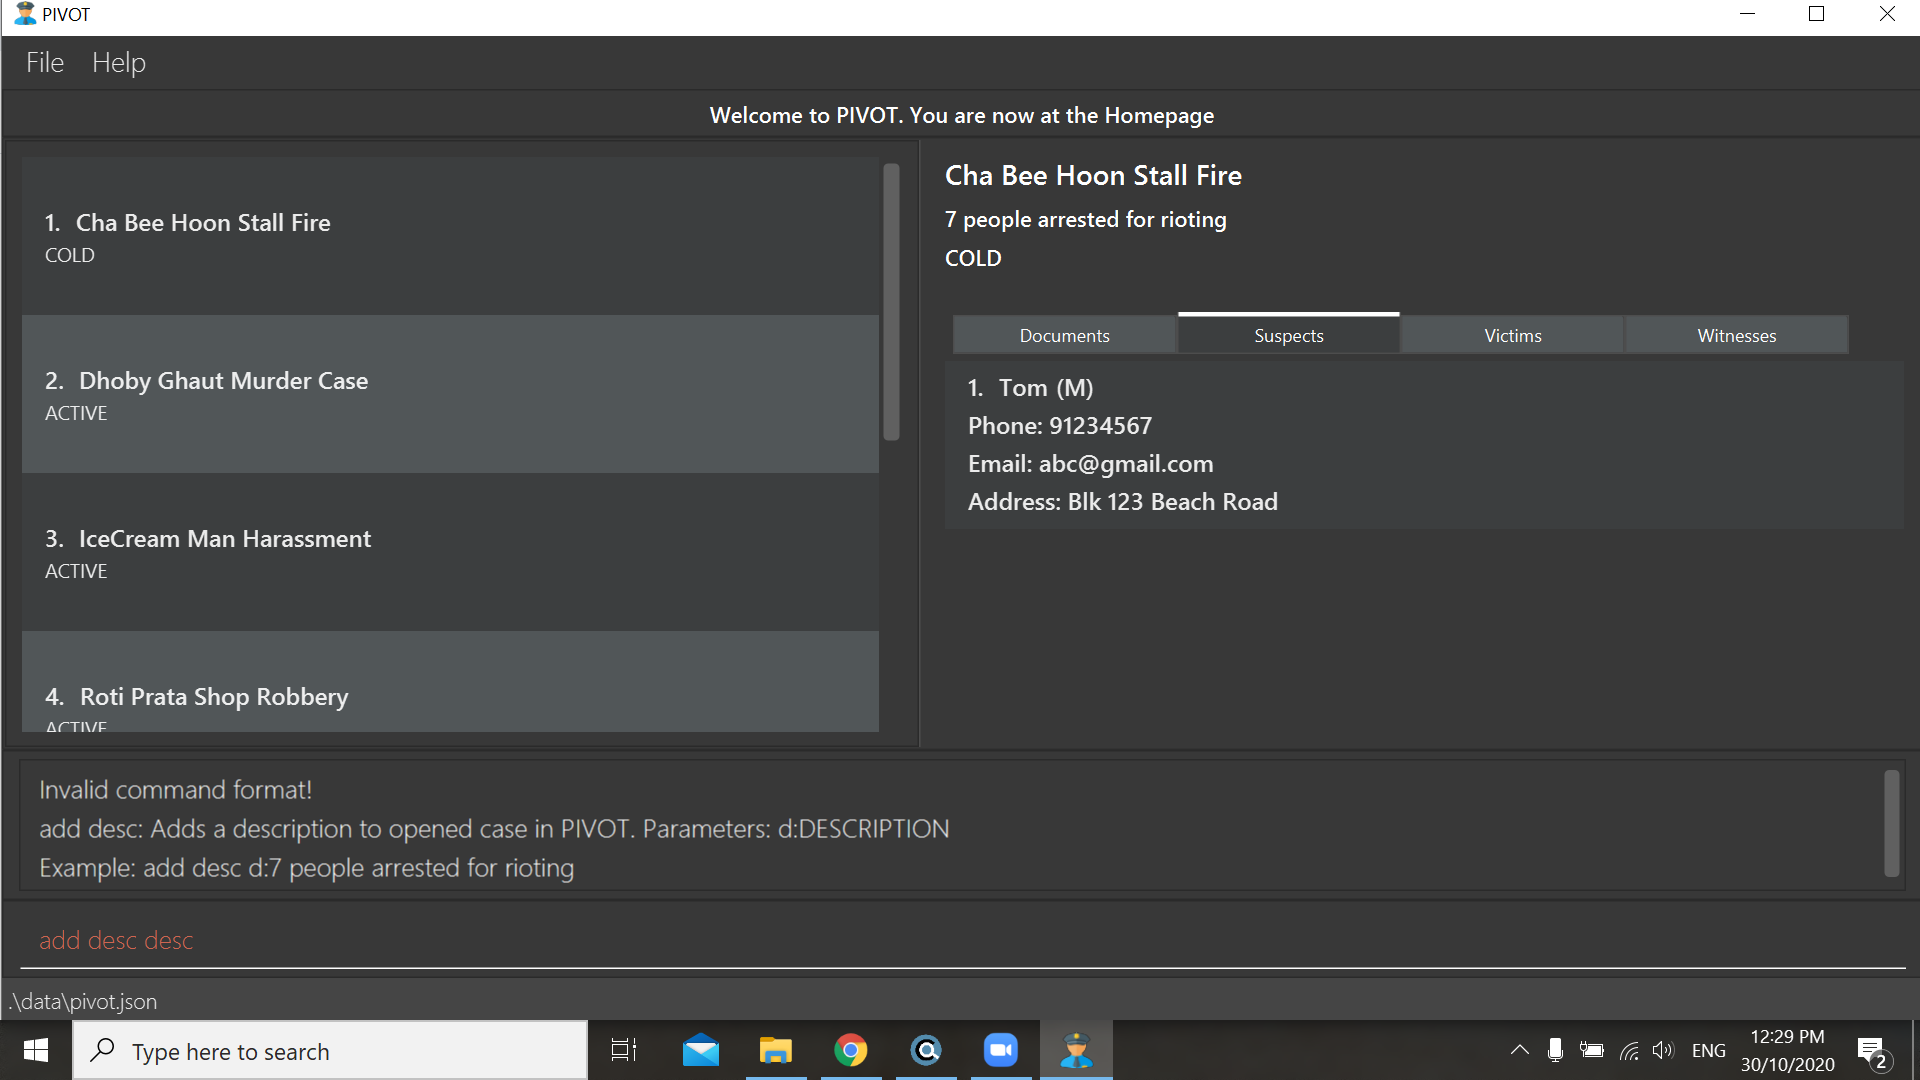 PIVOT
File Help
Welcome to PIVOT. You are now at the Homepage
1. Cha Bee Hoon Stall Fire
COLD
2. Dhoby Ghaut Murder Case
ACTIVE
3. IceCream Man Harassment
ACTIVE
4. Roti Prata Shop Robbery
ACTIVE
Cha Bee Hoon Stall Fire
7 people arrested for rioting
COLD
Documents Suspects Victims Witnesses
1. Tom (M)
Phone: 91234567
Email: abc@gmail.com
Address: Blk 123 Beach Road
Invalid command format!
add desc: Adds a description to opened case in PIVOT. Parameters: d:DESCRIPTION
Example: add desc d:7 people arrested for rioting
add desc desc
.\data\pivot.json
Type here to search
ENG
12:29 PM
30/10/2020
2